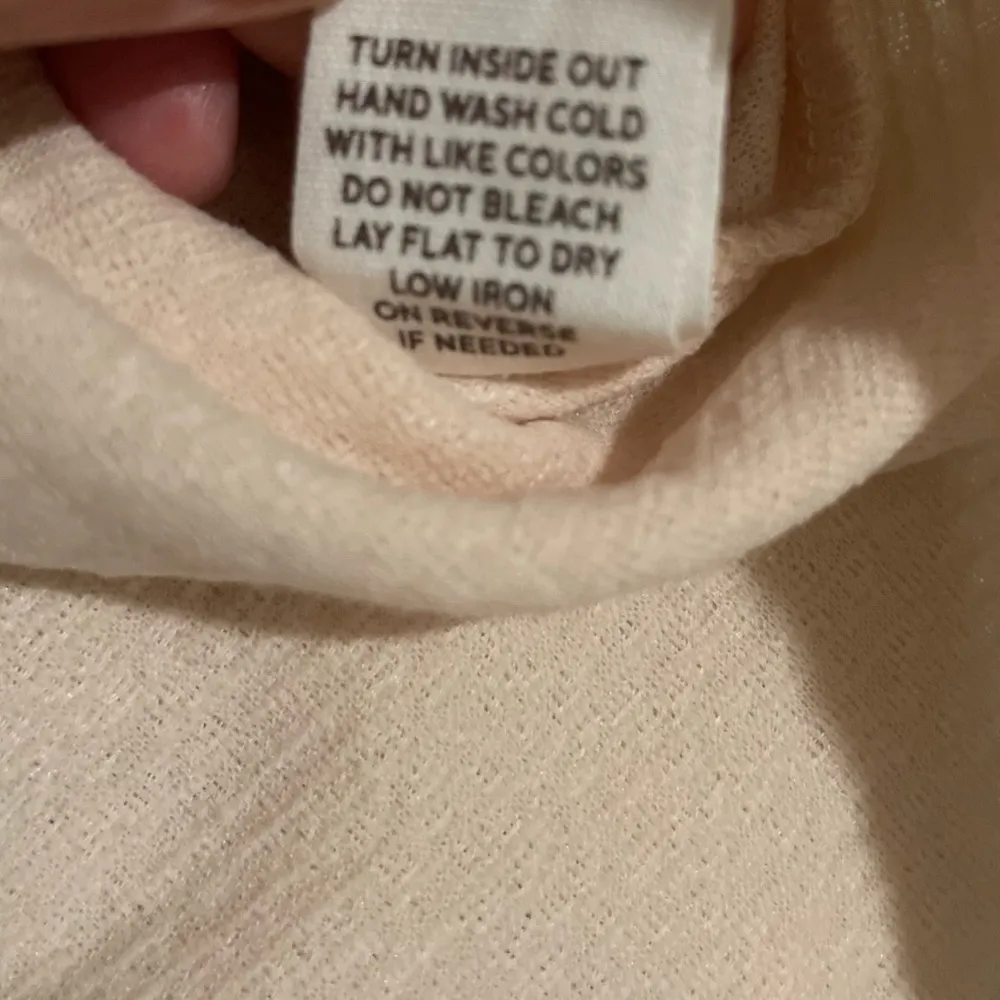 TURN INSIDE OUT
HAND WASH COLD
WITH LIKE COLORS
DO NOT BLEACH
LAY FLAT TO DRY
LOW IRON
ON REVERSE
IF NEEDED